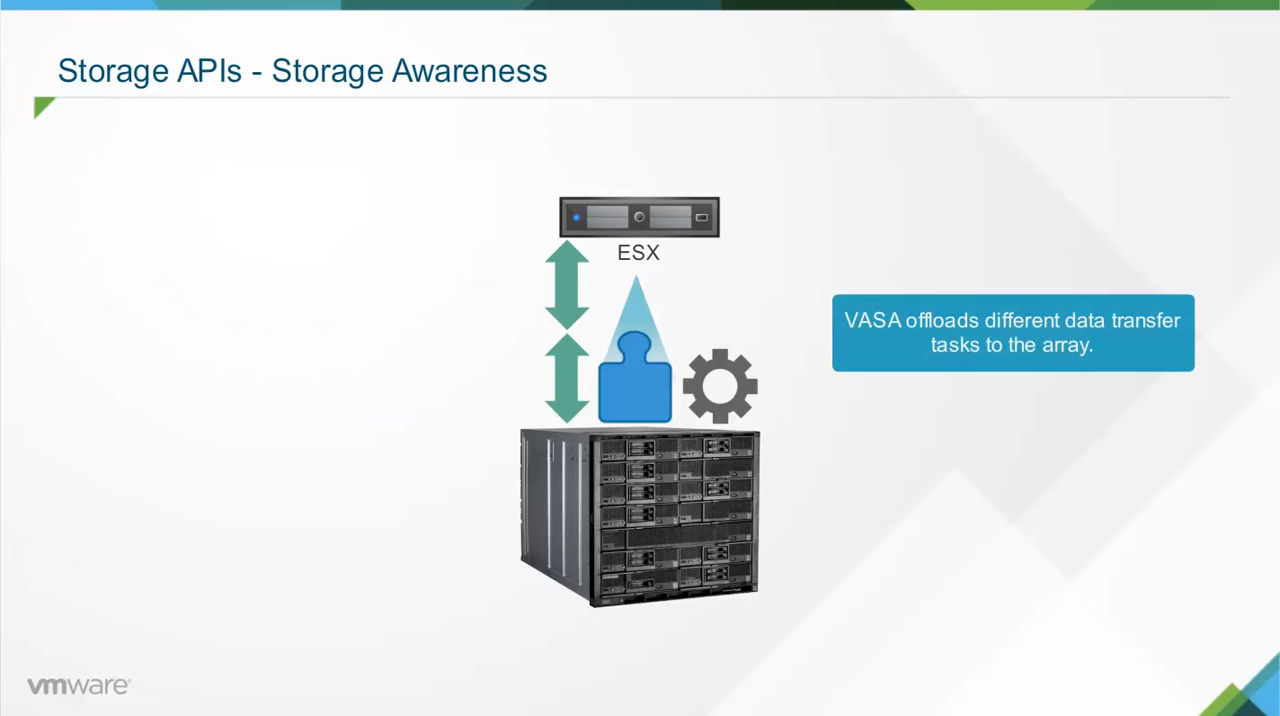 Storage APIs - Storage Awareness
ESX
VASA offloads different data transfer
tasks to the array.
vmware®